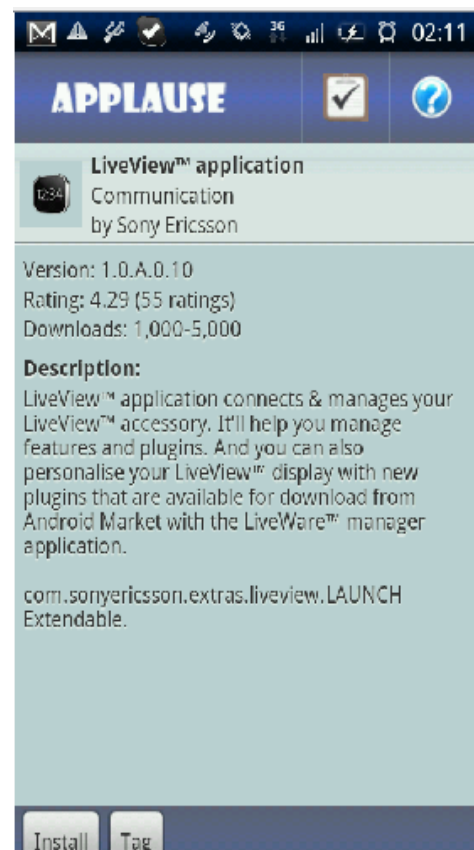 3G
02:11
APPLAUSE
LiveView™ application
12:34
Communication
by Sony Ericsson
Version: 1.0.A.0.10
Rating: 4.29 (55 ratings)
Downloads: 1,000-5,000
Description:
LiveView™ application connects & manages your
LiveView™ accessory. It'll help you manage
features and plugins. And you can also
personalise your LiveView™ display with new
plugins that are available for download from
Android Market with the LiveWare™ manager
application.
com.sonyericsson.extras.liveview.LAUNCH
Extendable.
Install Tag